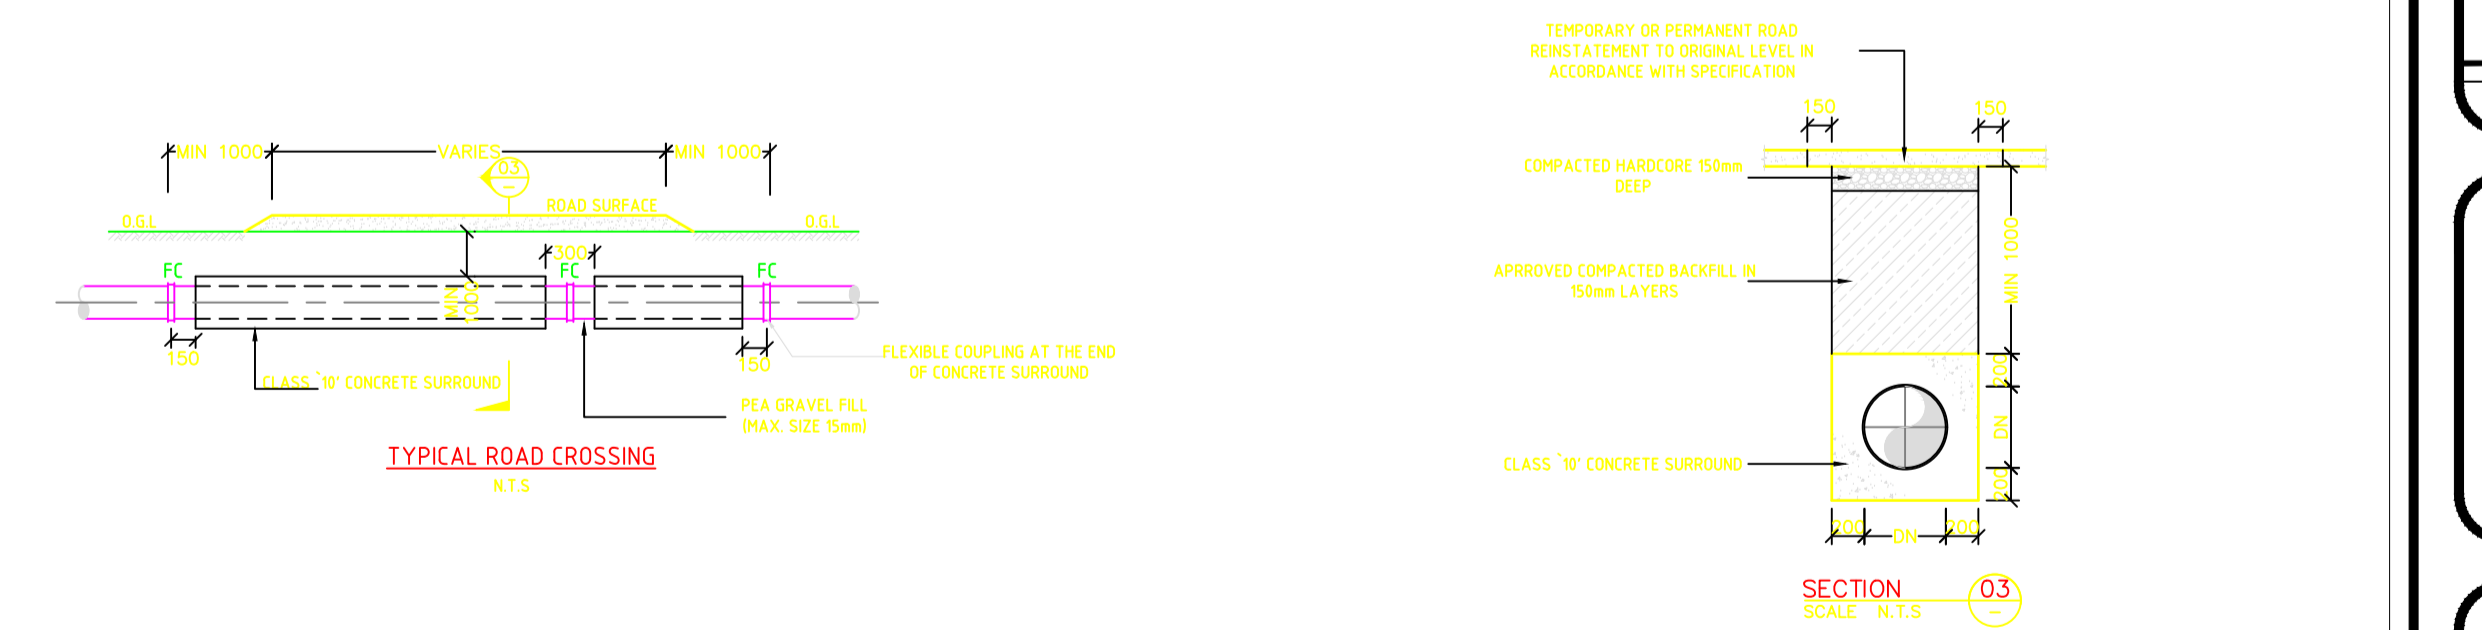 MIN 1000
VARIES
MIN 1000
03
–
ROAD SURFACE
O.G.L
O.G.L
300
FC
FC
FC
MIN
1000
150
150
CLASS `10' CONCRETE SURROUND
FLEXIBLE COUPLING AT THE END
OF CONCRETE SURROUND
PEA GRAVEL FILL
(MAX. SIZE 15mm)
TYPICAL ROAD CROSSING
N.T.S
TEMPORARY OR PERMANENT ROAD
REINSTATEMENT TO ORIGINAL LEVEL IN
ACCORDANCE WITH SPECIFICATION
150
150
COMPACTED HARDCORE 150mm
DEEP
MIN 1000
APRROVED COMPACTED BACKFILL IN
150mm LAYERS
200
DN
200
CLASS `10' CONCRETE SURROUND
200
DN
200
SECTION
03
SCALE N.T.S
–